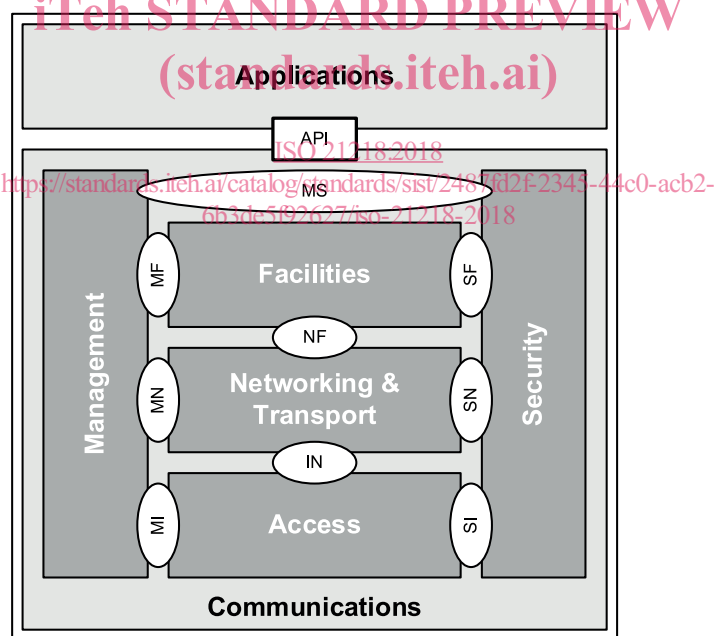 iTeh STANDARD PREVIEW
(standards.iteh.ai)
Applications
API
ISO 21218:2018
https://standards.iteh.ai/catalog/standards/sist/2487fd2f-2345-44c0-acb2-
6b3de5f92627/iso-21218-2018
MS
MF
Facilities
SF
NF
Management
MN
Networking &
Transport
SN
Security
IN
MI
Access
SI
Communications